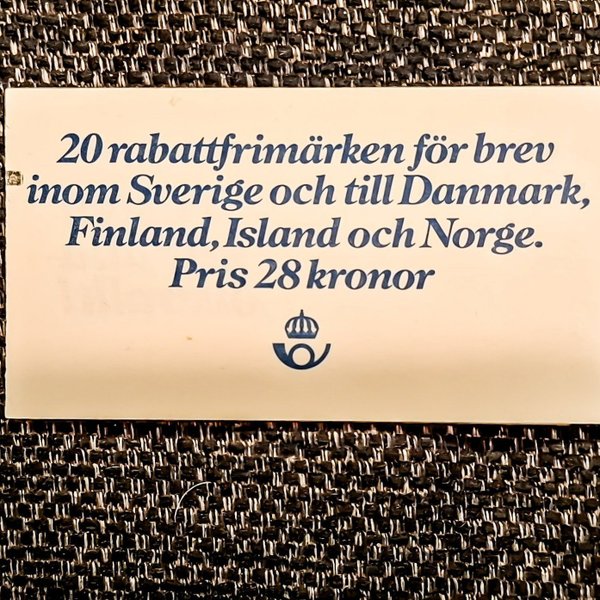 20 rabattfrimärken för brev
inom Sverige och till Danmark,
Finland, Island och Norge.
Pris 28 kronor